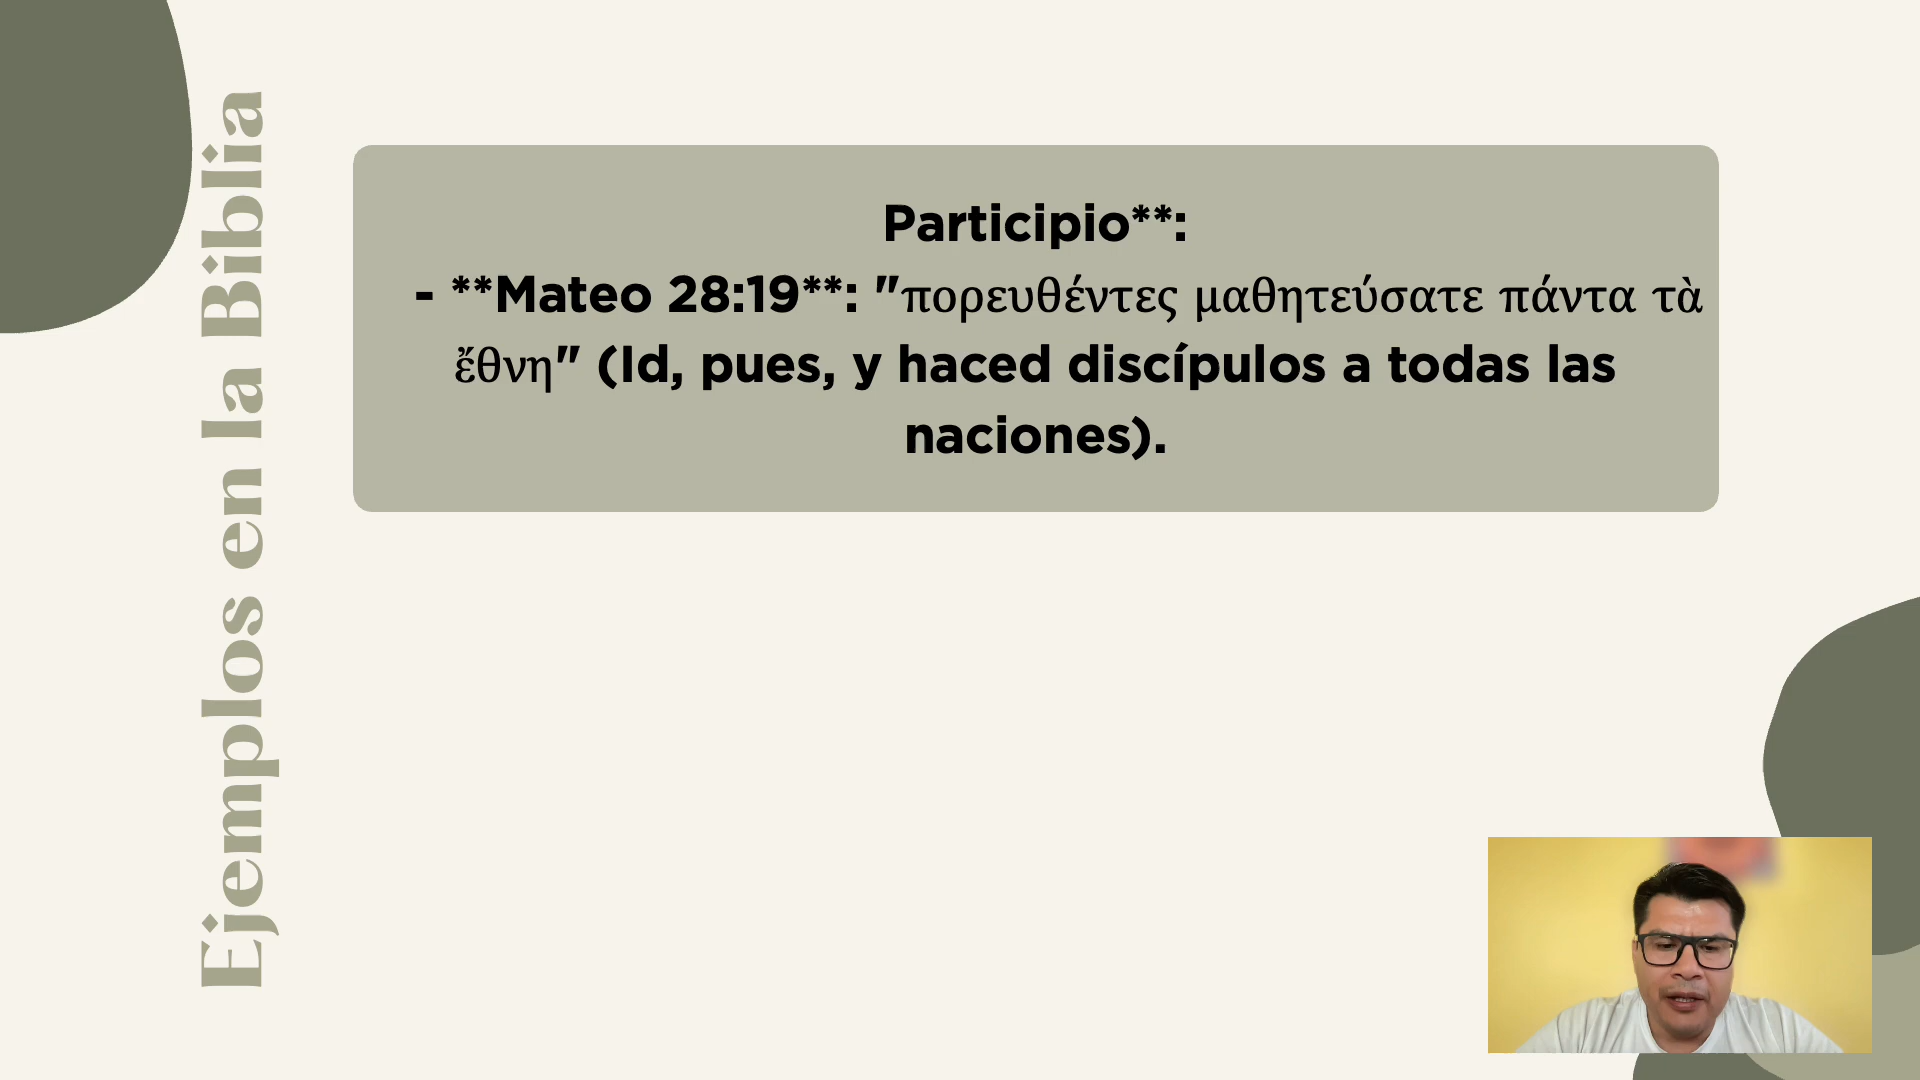 Ejemplos en la Biblia
Participio**:
- **Mateo 28:19**: "πορευθέντες μαθητεύσατε πάντα τὰ
ἔθνη" (Id, pues, y haced discípulos a todas las
naciones).